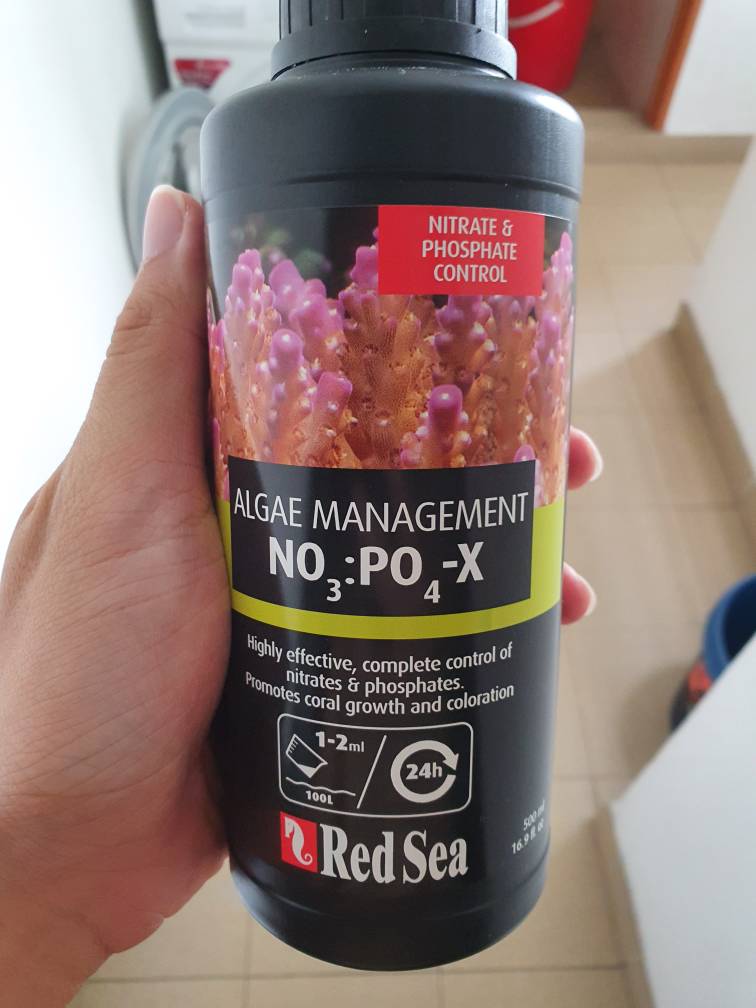 NITRATE &
PHOSPHATE
CONTROL
ALGAE MANAGEMENT
NO₃:PO₄-X
Highly effective, complete control of
nitrates & phosphates.
Promotes coral growth and coloration
1-2ml
24h
100L
Red Sea
500 ml
16.9 fl. oz